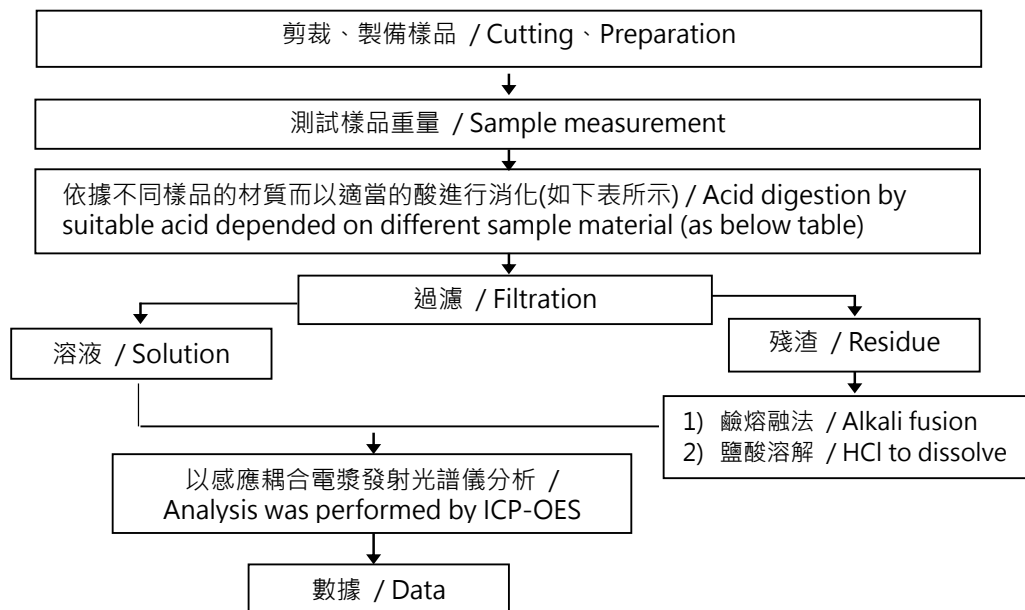 剪裁、製備樣品 / Cutting、Preparation
測試樣品重量 / Sample measurement
依據不同樣品的材質而以適當的酸進行消化(如下表所示) / Acid digestion by
suitable acid depended on different sample material (as below table)
過濾 / Filtration
溶液 / Solution
殘渣 / Residue
1) 鹼熔融法 / Alkali fusion
2) 鹽酸溶解 / HCl to dissolve
以感應耦合電漿發射光譜儀分析 /
Analysis was performed by ICP-OES
數據 / Data